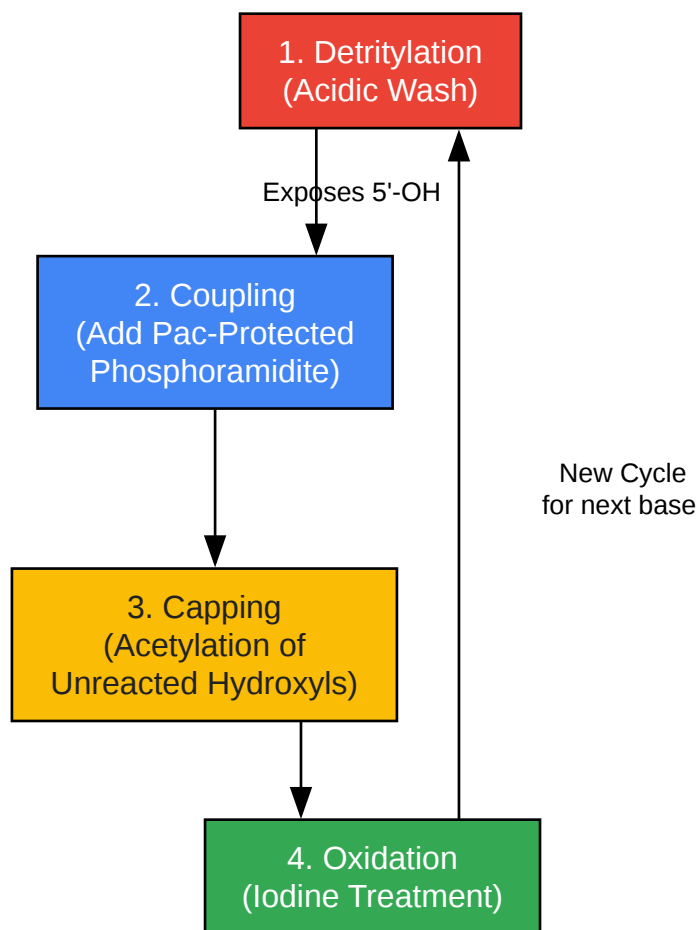 1. Detritylation
(Acidic Wash)
Exposes 5'-OH
2. Coupling
(Add Pac-Protected
Phosphoramidite)
New Cycle
for next base
3. Capping
(Acetylation of
Unreacted Hydroxyls)
4. Oxidation
(Iodine Treatment)